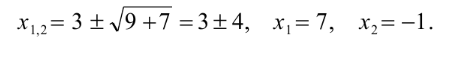 x₁,₂ = 3 ± √(9 + 7) = 3 ± 4,   x₁ = 7,   x₂ = −1.